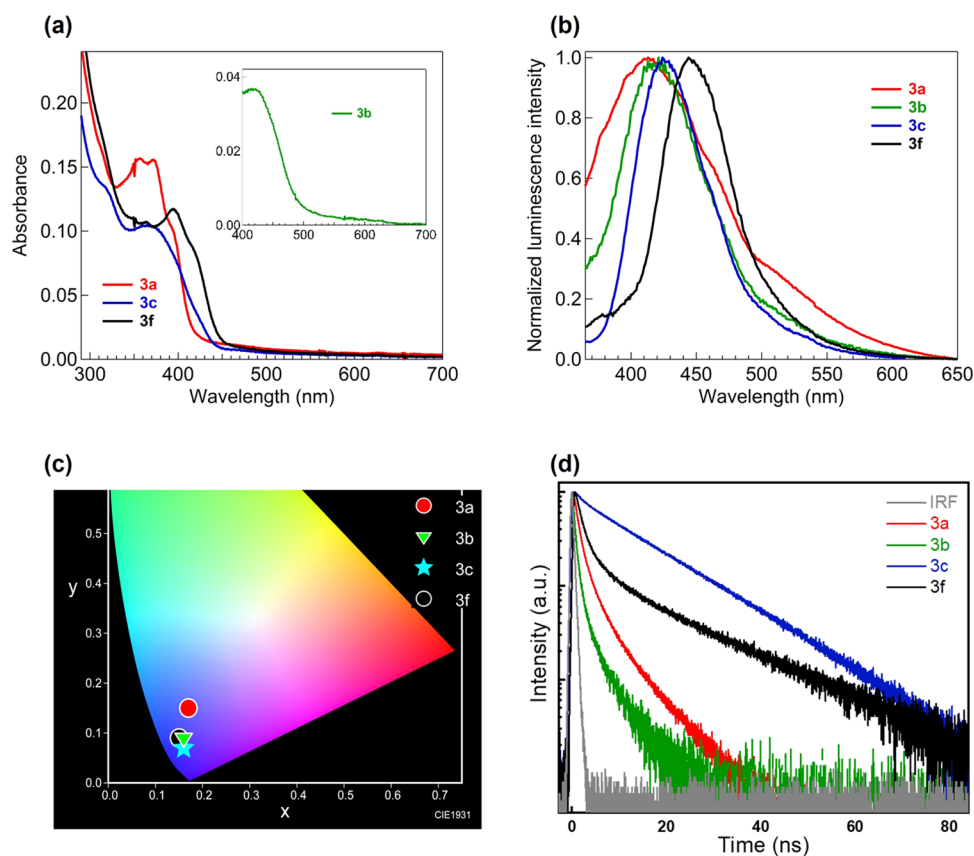 (a)
Absorbance
0.20
0.15
0.10
0.05
0.00
300
400
500
600
700
Wavelength (nm)
3a
3c
3f
0.04
0.02
0.00
400
500
600
700
3b
(b)
Normalized luminescence intensity
1.0
0.8
0.6
0.4
0.2
0.0
400
450
500
550
600
650
Wavelength (nm)
3a
3b
3c
3f
(c)
y
0.5
0.4
0.3
0.2
0.1
0.0
0.0
0.1
0.2
0.3
0.4
0.5
0.6
0.7
x
CIE1931
3a
3b
3c
3f
(d)
Intensity (a.u.)
IRF
3a
3b
3c
3f
0
20
40
60
80
Time (ns)